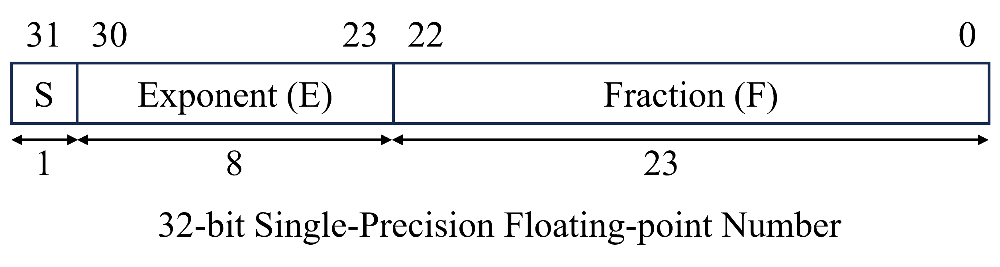 31 30 23 22 0
S Exponent (E) Fraction (F)
1 8 23
32-bit Single-Precision Floating-point Number